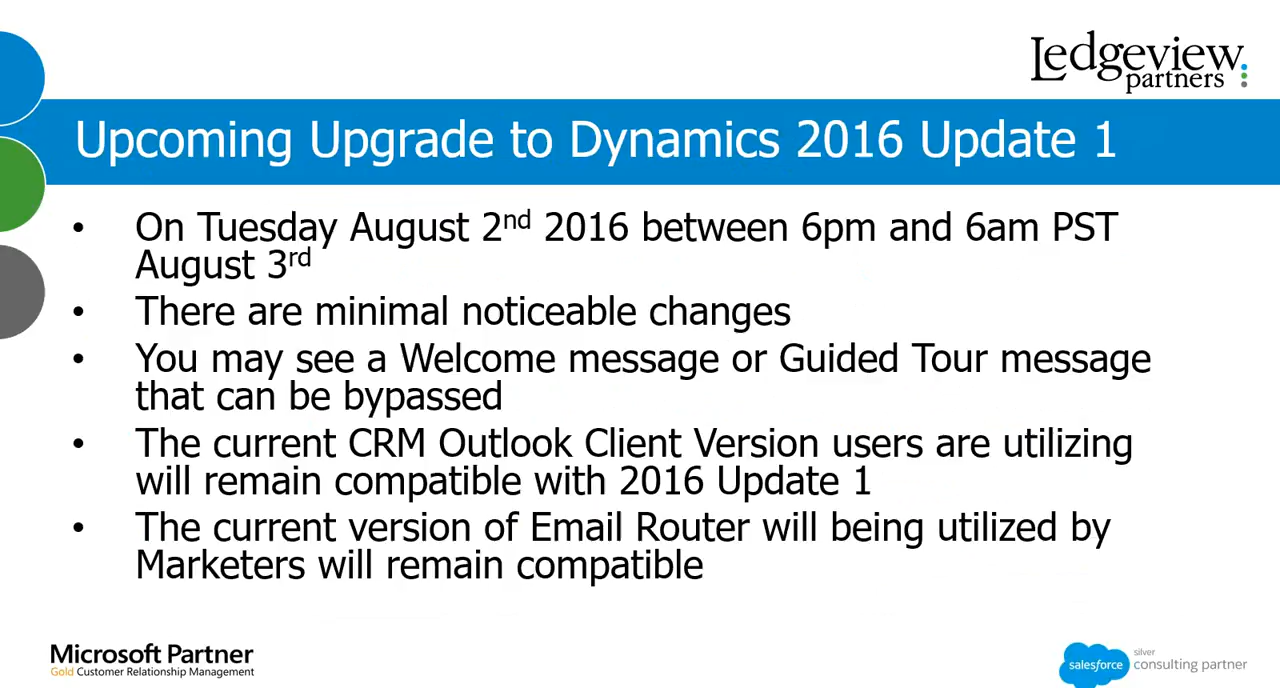 Ledgeview
partners
Upcoming Upgrade to Dynamics 2016 Update 1
• On Tuesday August 2nd 2016 between 6pm and 6am PST
August 3rd
• There are minimal noticeable changes
• You may see a Welcome message or Guided Tour message
that can be bypassed
• The current CRM Outlook Client Version users are utilizing
will remain compatible with 2016 Update 1
• The current version of Email Router will being utilized by
Marketers will remain compatible
Microsoft Partner
Gold Customer Relationship Management
salesforce
silver
consulting partner